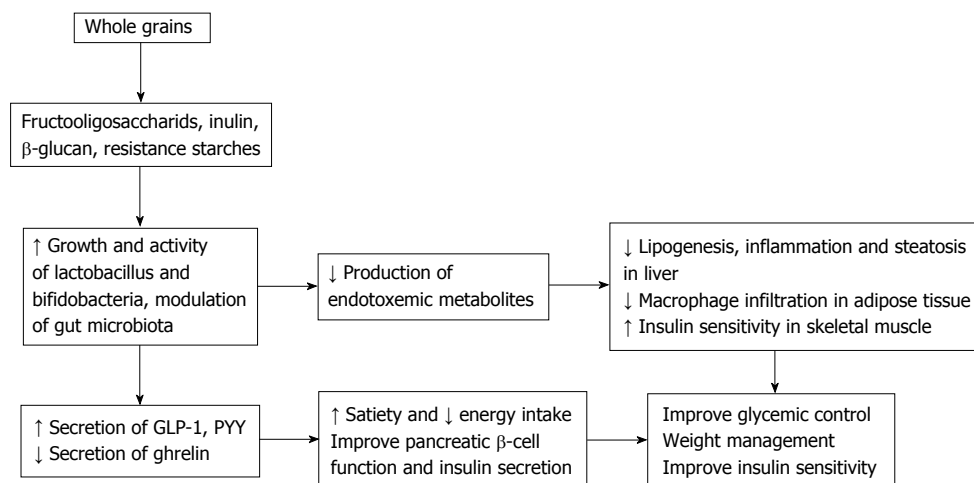 Whole grains
Fructooligosaccharids, inulin,
β-glucan, resistance starches
↑ Growth and activity
of lactobacillus and
bifidobacteria, modulation
of gut microbiota
↓ Production of
endotoxemic metabolites
↓ Lipogenesis, inflammation and steatosis
in liver
↓ Macrophage infiltration in adipose tissue
↑ Insulin sensitivity in skeletal muscle
↑ Secretion of GLP-1, PYY
↓ Secretion of ghrelin
↑ Satiety and ↓ energy intake
Improve pancreatic β-cell
function and insulin secretion
Improve glycemic control
Weight management
Improve insulin sensitivity